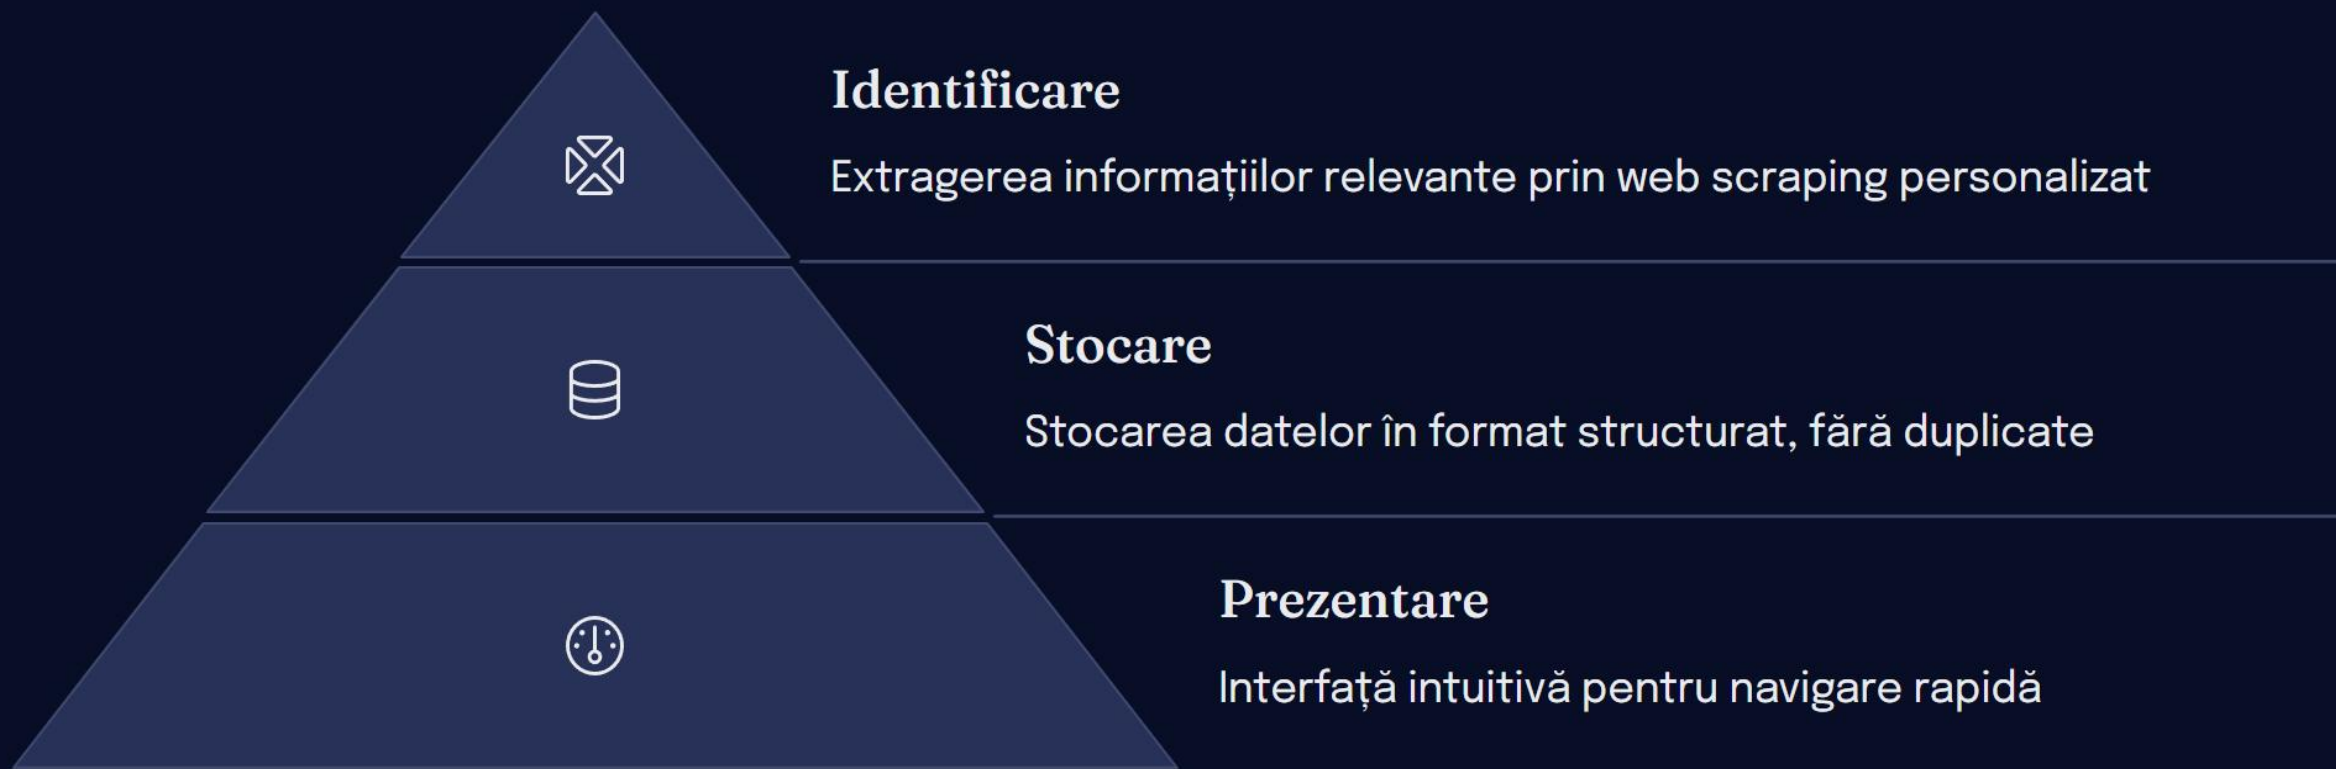 Identificare
Extragerea informațiilor relevante prin web scraping personalizat
Stocare
Stocarea datelor în format structurat, fără duplicate
Prezentare
Interfață intuitivă pentru navigare rapidă